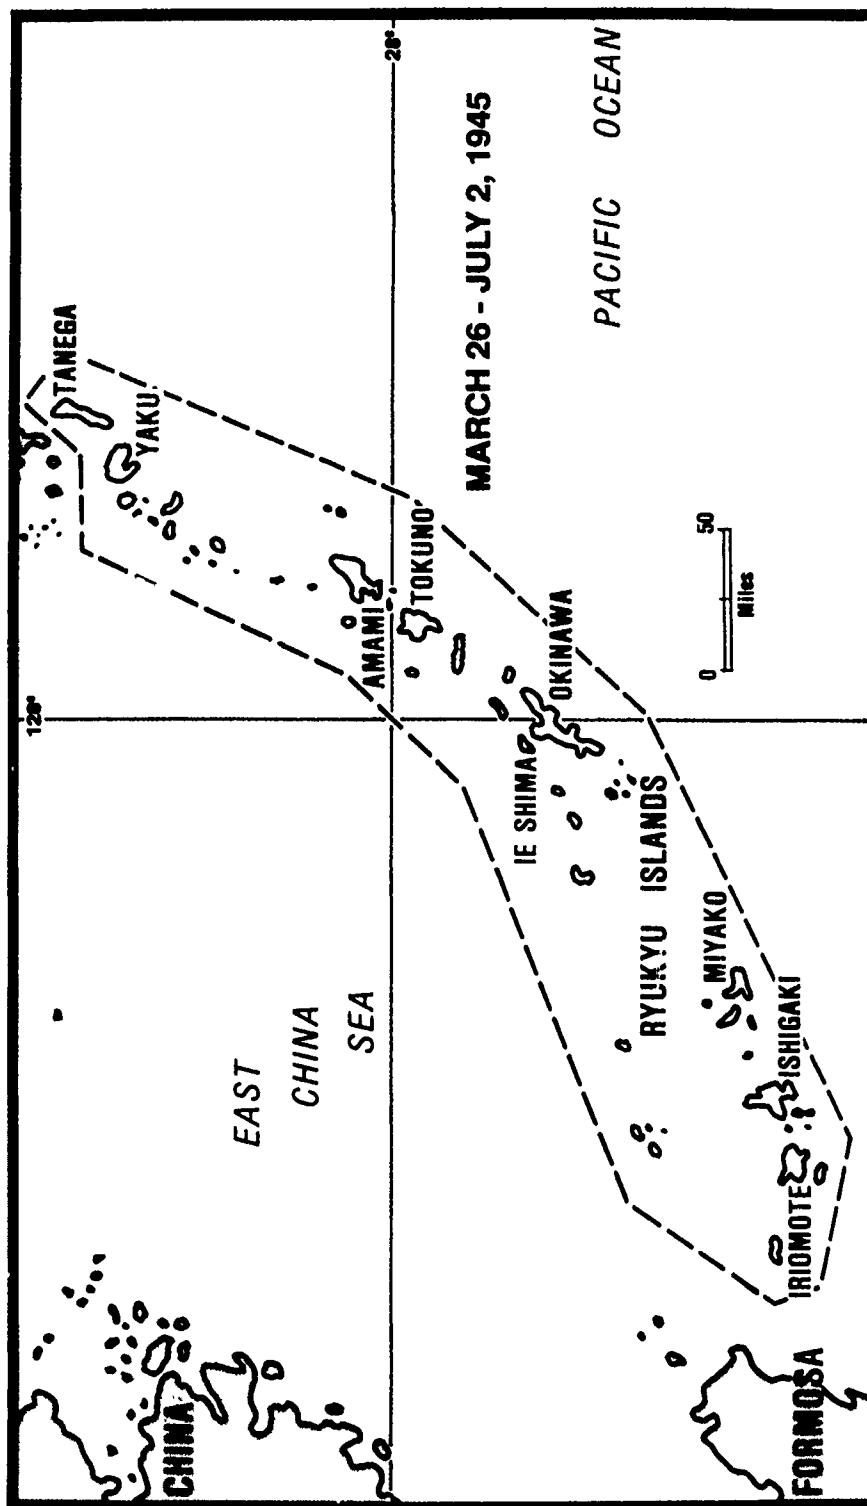 128°
28°
TANEGA
YAKU
AMAMI
TOKUNO
MARCH 26 - JULY 2, 1945
EAST
CHINA
SEA
PACIFIC OCEAN
IE SHIMA
OKINAWA
RYUKYU ISLANDS
0 50
Miles
MIYAKO
ISHIGAKI
IRIOMOTE
CHINA
FORMOSA